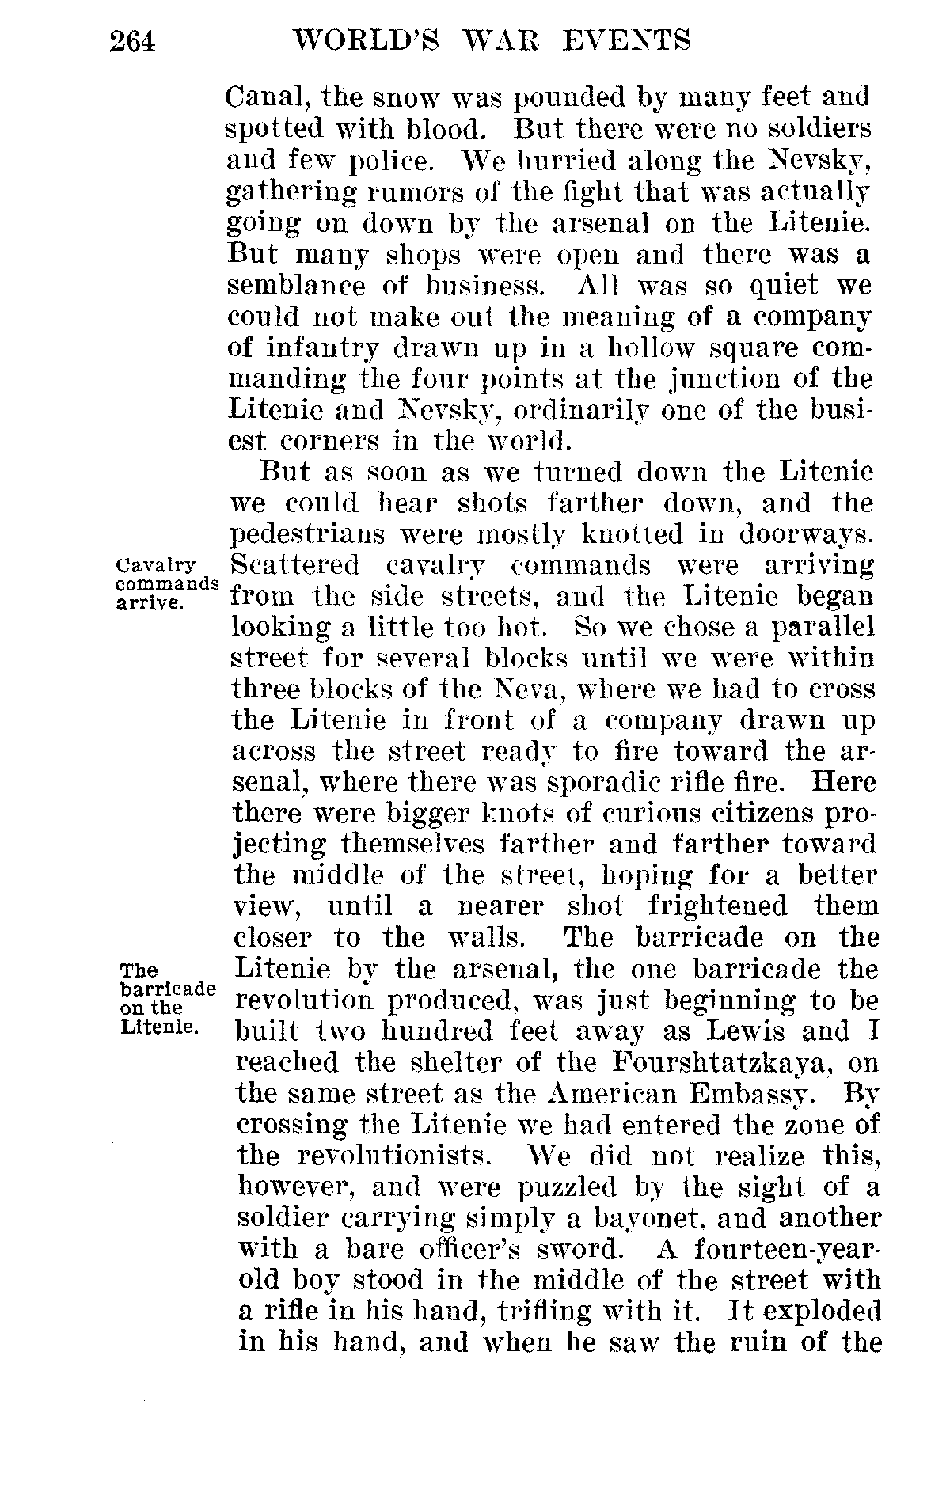 264 WORLD'S WAR EVENTS
Canal, the snow was pounded by many feet and
spotted with blood. But there were no soldiers
and few police. We hurried along the Nevsky,
gathering rumors of the fight that was actually
going on down by the arsenal on the Litenie.
But many shops were open and there was a
semblance of business. All was so quiet we
could not make out the meaning of a company
of infantry drawn up in a hollow square com-
manding the four points at the junction of the
Litenie and Nevsky, ordinarily one of the busi-
est corners in the world.
But as soon as we turned down the Litenie
we could hear shots farther down, and the
pedestrians were mostly knotted in doorways.
Cavalry
commands
arrive.
Scattered cavalry commands were arriving
from the side streets, and the Litenie began
looking a little too hot. So we chose a parallel
street for several blocks until we were within
three blocks of the Neva, where we had to cross
the Litenie in front of a company drawn up
across the street ready to fire toward the ar-
senal, where there was sporadic rifle fire. Here
there were bigger knots of curious citizens pro-
jecting themselves farther and farther toward
the middle of the street, hoping for a better
view, until a nearer shot frightened them
closer to the walls. The barricade on the
The
barricade
on the
Litenie.
Litenie by the arsenal, the one barricade the
revolution produced, was just beginning to be
built two hundred feet away as Lewis and I
reached the shelter of the Fourshtatzkaya, on
the same street as the American Embassy. By
crossing the Litenie we had entered the zone of
the revolutionists. We did not realize this,
however, and were puzzled by the sight of a
soldier carrying simply a bayonet, and another
with a bare officer's sword. A fourteen-year-
old boy stood in the middle of the street with
a rifle in his hand, trifling with it. It exploded
in his hand, and when he saw the ruin of the